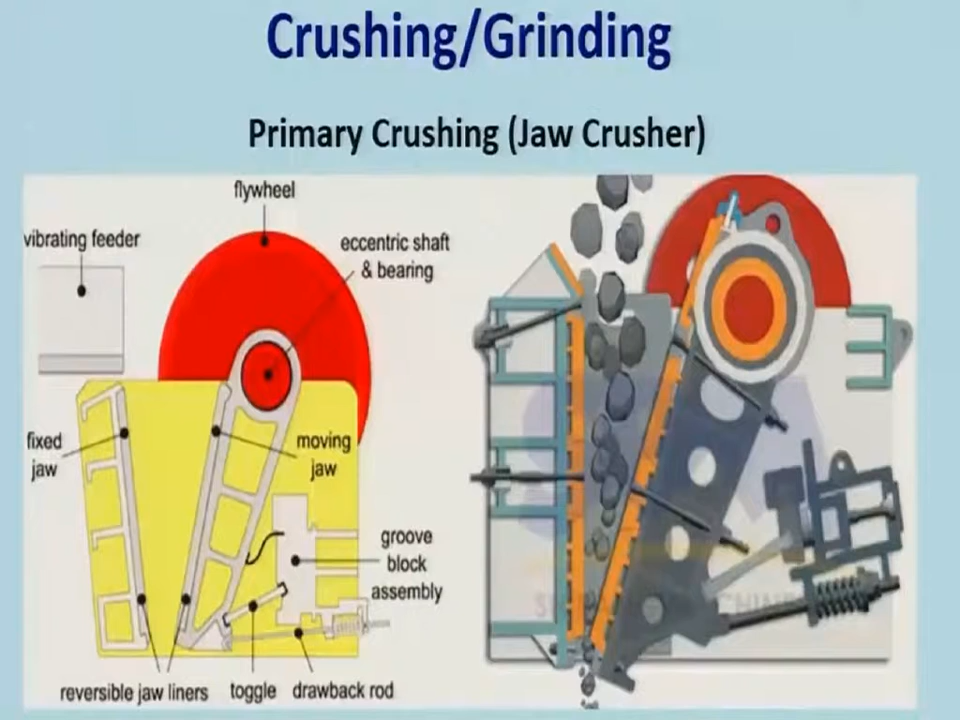 Crushing/Grinding
Primary Crushing (Jaw Crusher)
flywheel
vibrating feeder
eccentric shaft
& bearing
fixed
jaw
moving
jaw
groove
block
assembly
reversible jaw liners
toggle
drawback rod